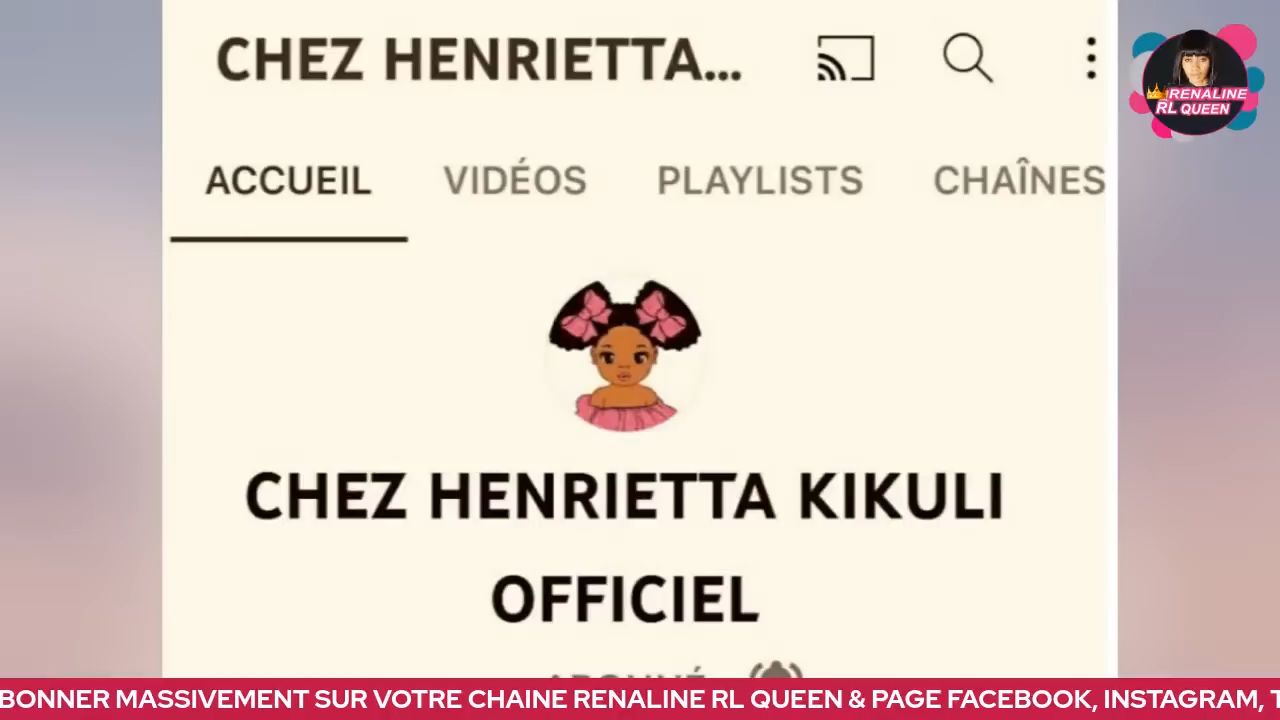 CHEZ HENRIETTA...
RENALINE
RL QUEEN
ACCUEIL VIDÉOS PLAYLISTS CHAÎNES
CHEZ HENRIETTA KIKULI
OFFICIEL
ABONNÉ
BONNER MASSIVEMENT SUR VOTRE CHAINE RENALINE RL QUEEN & PAGE FACEBOOK, INSTAGRAM, T